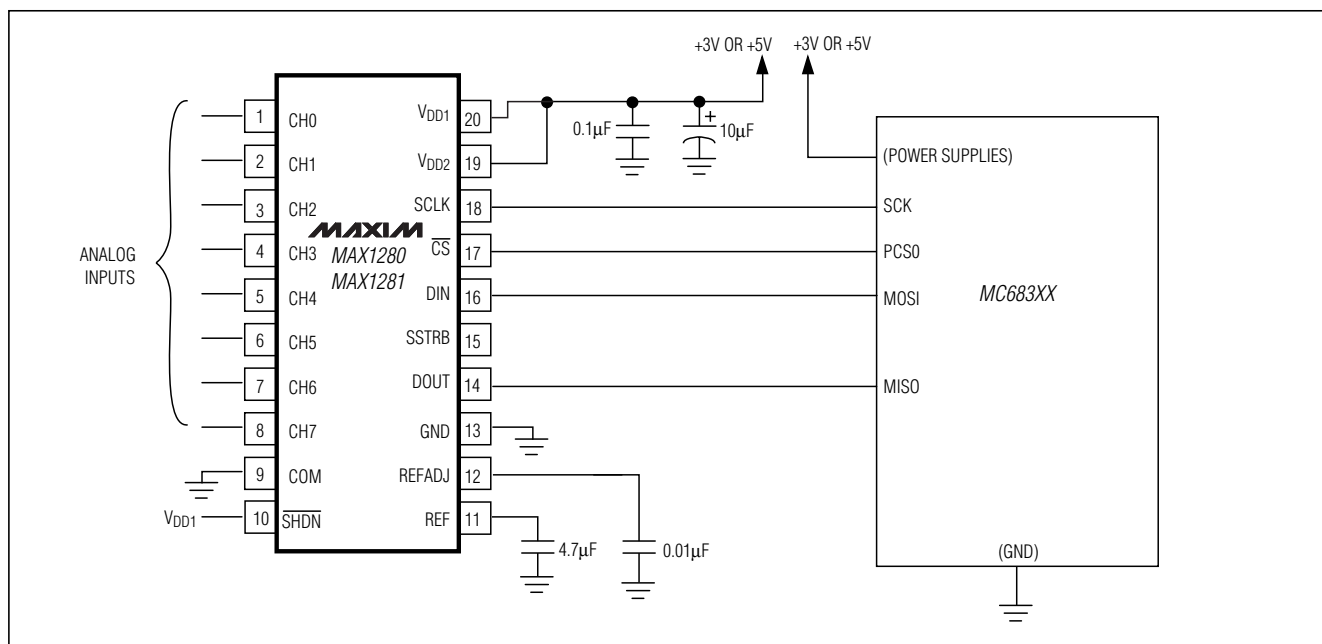 +3V OR +5V
+3V OR +5V
1 CH0
2 CH1
3 CH2
4 CH3
5 CH4
6 CH5
7 CH6
8 CH7
9 COM
VDD1 10 SHDN
ANALOG
INPUTS
MAXIM
MAX1280
MAX1281
VDD1 20
VDD2 19
SCLK 18
CS 17
DIN 16
SSTRB 15
DOUT 14
GND 13
REFADJ 12
REF 11
0.1µF
+
10µF
4.7µF
0.01µF
(POWER SUPPLIES)
SCK
PCS0
MOSI
MISO
MC683XX
(GND)